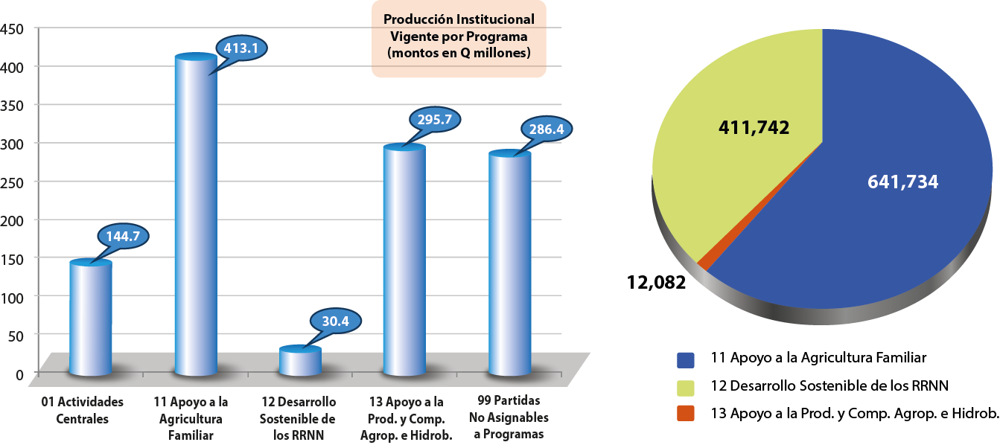 Producción Institucional
Vigente por Programa
(montos en Q millones)
450
400
350
300
250
200
150
100
50
0
144.7
413.1
30.4
295.7
286.4
01 Actividades
Centrales
11 Apoyo a la
Agricultura
Familiar
12 Desarrollo
Sostenible de
los RRNN
13 Apoyo a la
Prod. y Comp.
Agrop. e Hidrob.
99 Partidas
No Asignables
a Programas
411,742
641,734
12,082
11 Apoyo a la Agricultura Familiar
12 Desarrollo Sostenible de los RRNN
13 Apoyo a la Prod. y Comp. Agrop. e Hidrob.